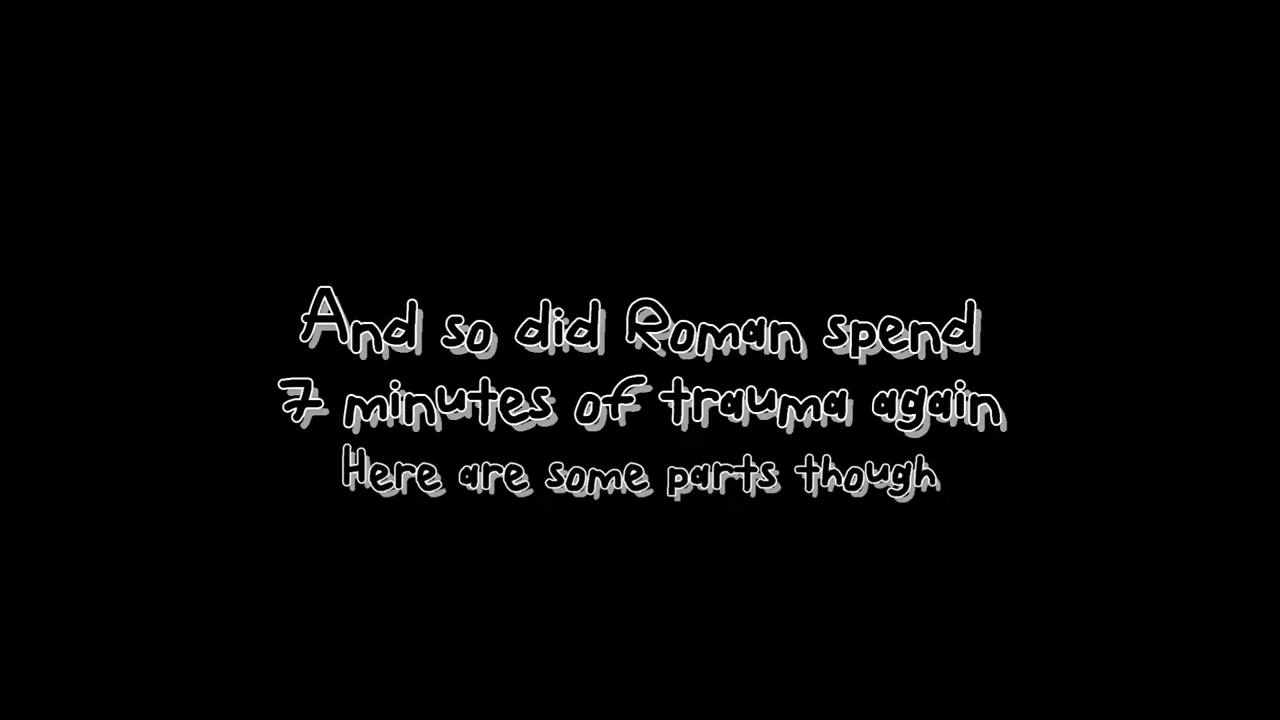 And so did Roman spend
7 minutes of trauma again
Here are some parts though